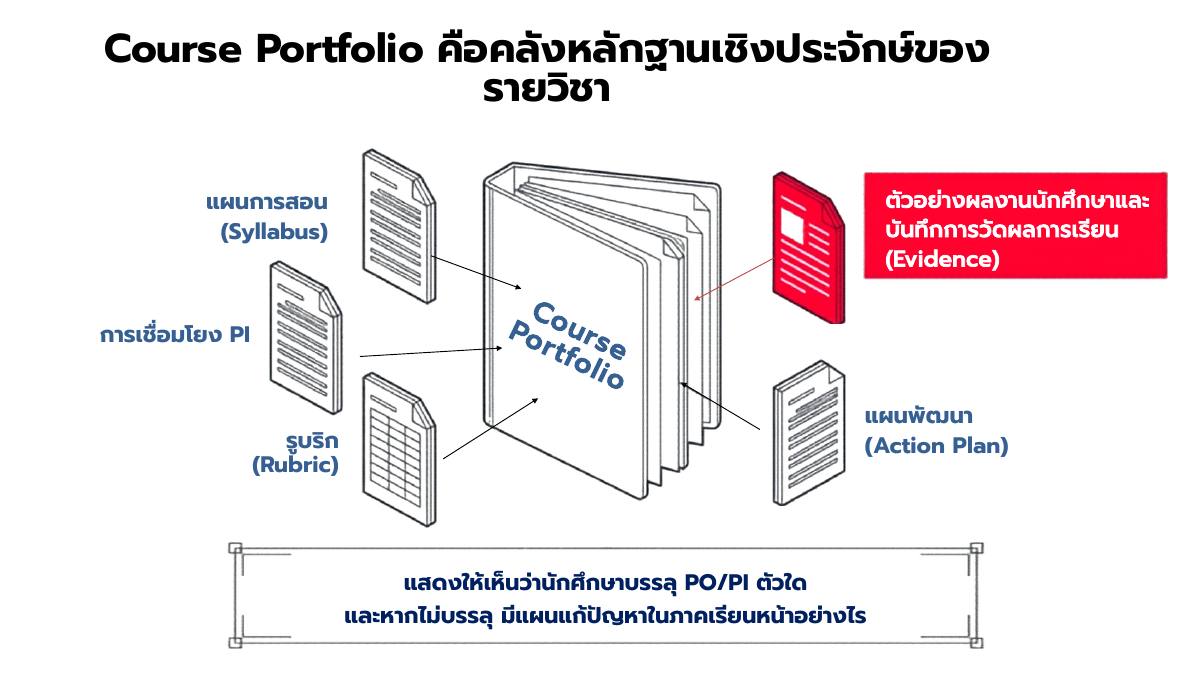 Course Portfolio คือคลังหลักฐานเชิงประจักษ์ของ
รายวิชา
แผนการสอน
(Syllabus)
การเชื่อมโยง PI
รูบริก
(Rubric)
Course
Portfolio
ตัวอย่างผลงานนักศึกษาและ
บันทึกการวัดผลการเรียน
(Evidence)
แผนพัฒนา
(Action Plan)
แสดงให้เห็นว่านักศึกษาบรรลุ PO/PI ตัวใด
และหากไม่บรรลุ มีแผนแก้ปัญหาในภาคเรียนหน้าอย่างไร